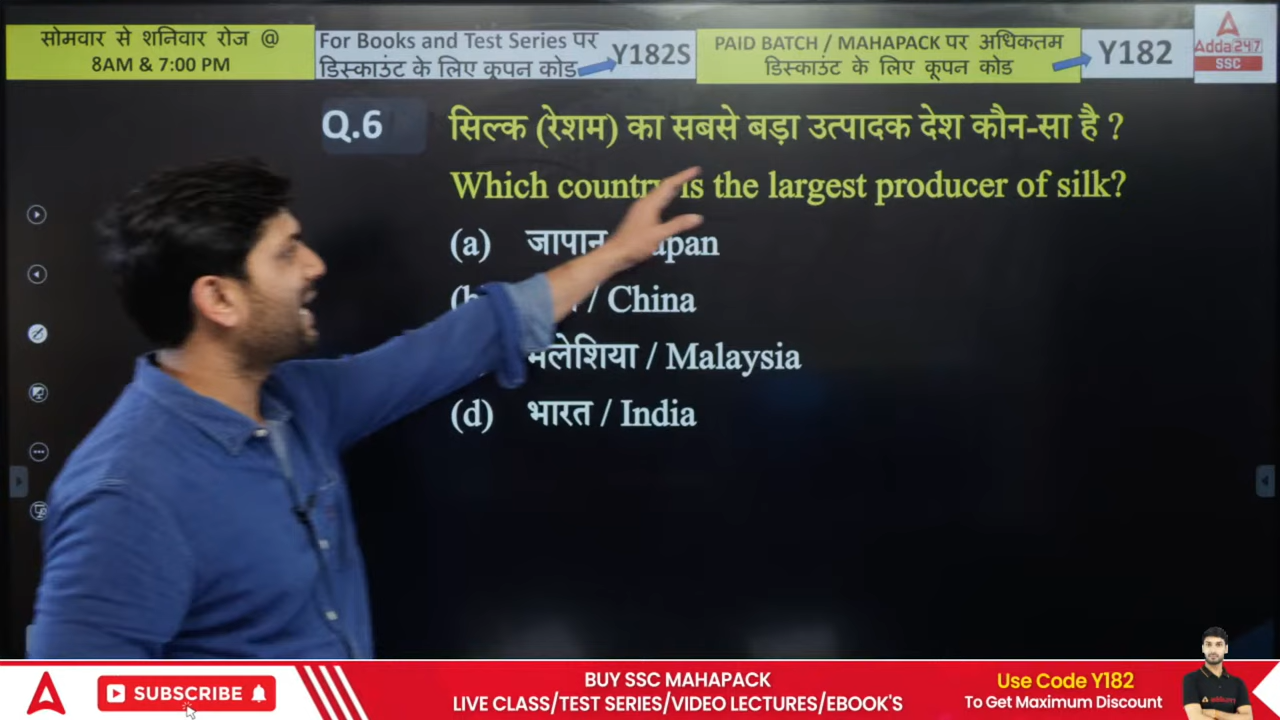 सोमवार से शनिवार रोज @
8AM & 7:00 PM
For Books and Test Series पर
डिस्काउंट के लिए कूपन कोड
Y182S
PAID BATCH / MAHAPACK पर अधिकतम
डिस्काउंट के लिए कूपन कोड
Y182
Adda247
SSC
Q.6
सिल्क (रेशम) का सबसे बड़ा उत्पादक देश कौन-सा है ?
Which country is the largest producer of silk?
(a) जापान / Japan
/ China
मलेशिया / Malaysia
(d) भारत / India
SUBSCRIBE
BUY SSC MAHAPACK
LIVE CLASS/TEST SERIES/VIDEO LECTURES/EBOOK'S
Use Code Y182
To Get Maximum Discount